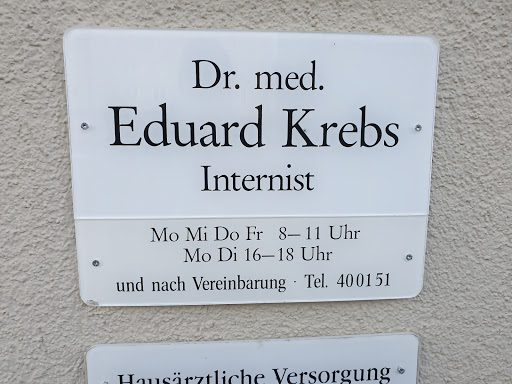 Dr. med.
Eduard Krebs
Internist
Mo Mi Do Fr 8–11 Uhr
Mo Di 16–18 Uhr
und nach Vereinbarung · Tel. 400151
Hausärztliche Versorgung